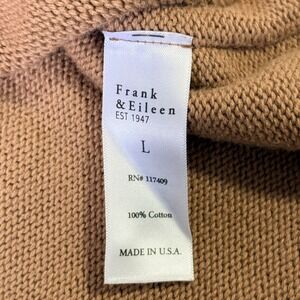 Frank
&Eileen
EST 1947
L
RN# 117409
100% Cotton
MADE IN U.S.A.